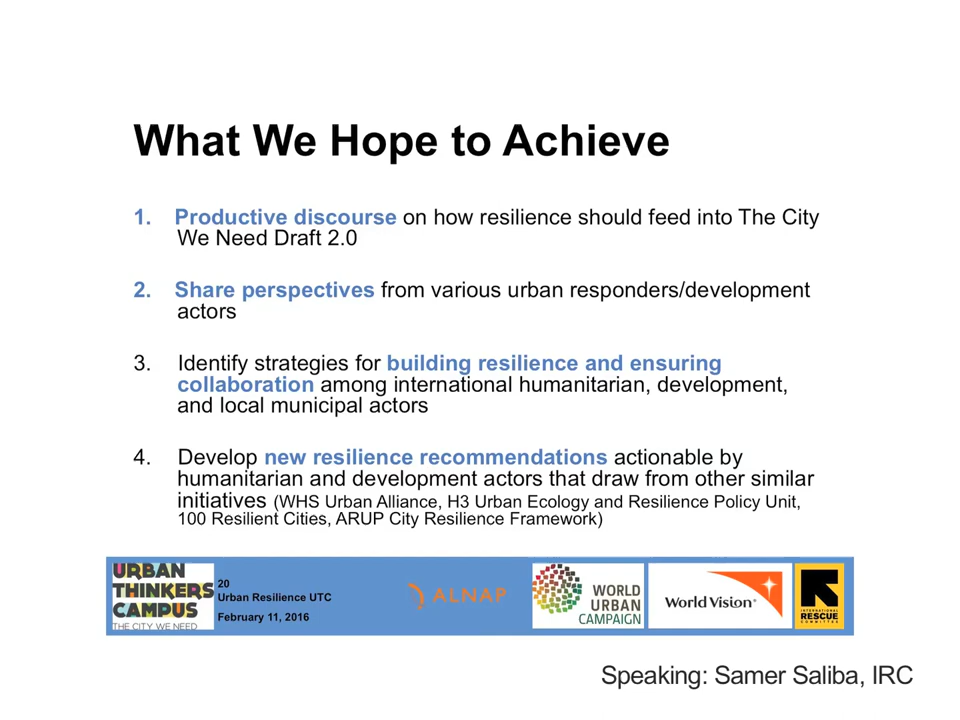 What We Hope to Achieve
1. Productive discourse on how resilience should feed into The City
We Need Draft 2.0
2. Share perspectives from various urban responders/development
actors
3. Identify strategies for building resilience and ensuring
collaboration among international humanitarian, development,
and local municipal actors
4. Develop new resilience recommendations actionable by
humanitarian and development actors that draw from other similar
initiatives (WHS Urban Alliance, H3 Urban Ecology and Resilience Policy Unit,
100 Resilient Cities, ARUP City Resilience Framework)
URBAN
THINKERS
CAMPUS
THE CITY WE NEED
20
Urban Resilience UTC
February 11, 2016
ALNAP
WORLD
URBAN
CAMPAIGN
World Vision
INTERNATIONAL
RESCUE
COMMITTEE
Speaking: Samer Saliba, IRC